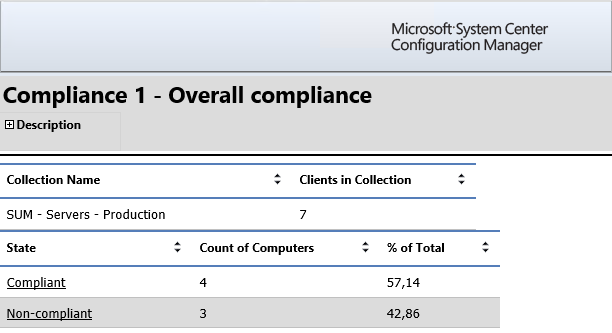 Microsoft System Center
Configuration Manager
Compliance 1 - Overall compliance
Description
Collection Name Clients in Collection
SUM - Servers - Production 7
State Count of Computers % of Total
Compliant 4 57,14
Non-compliant 3 42,86